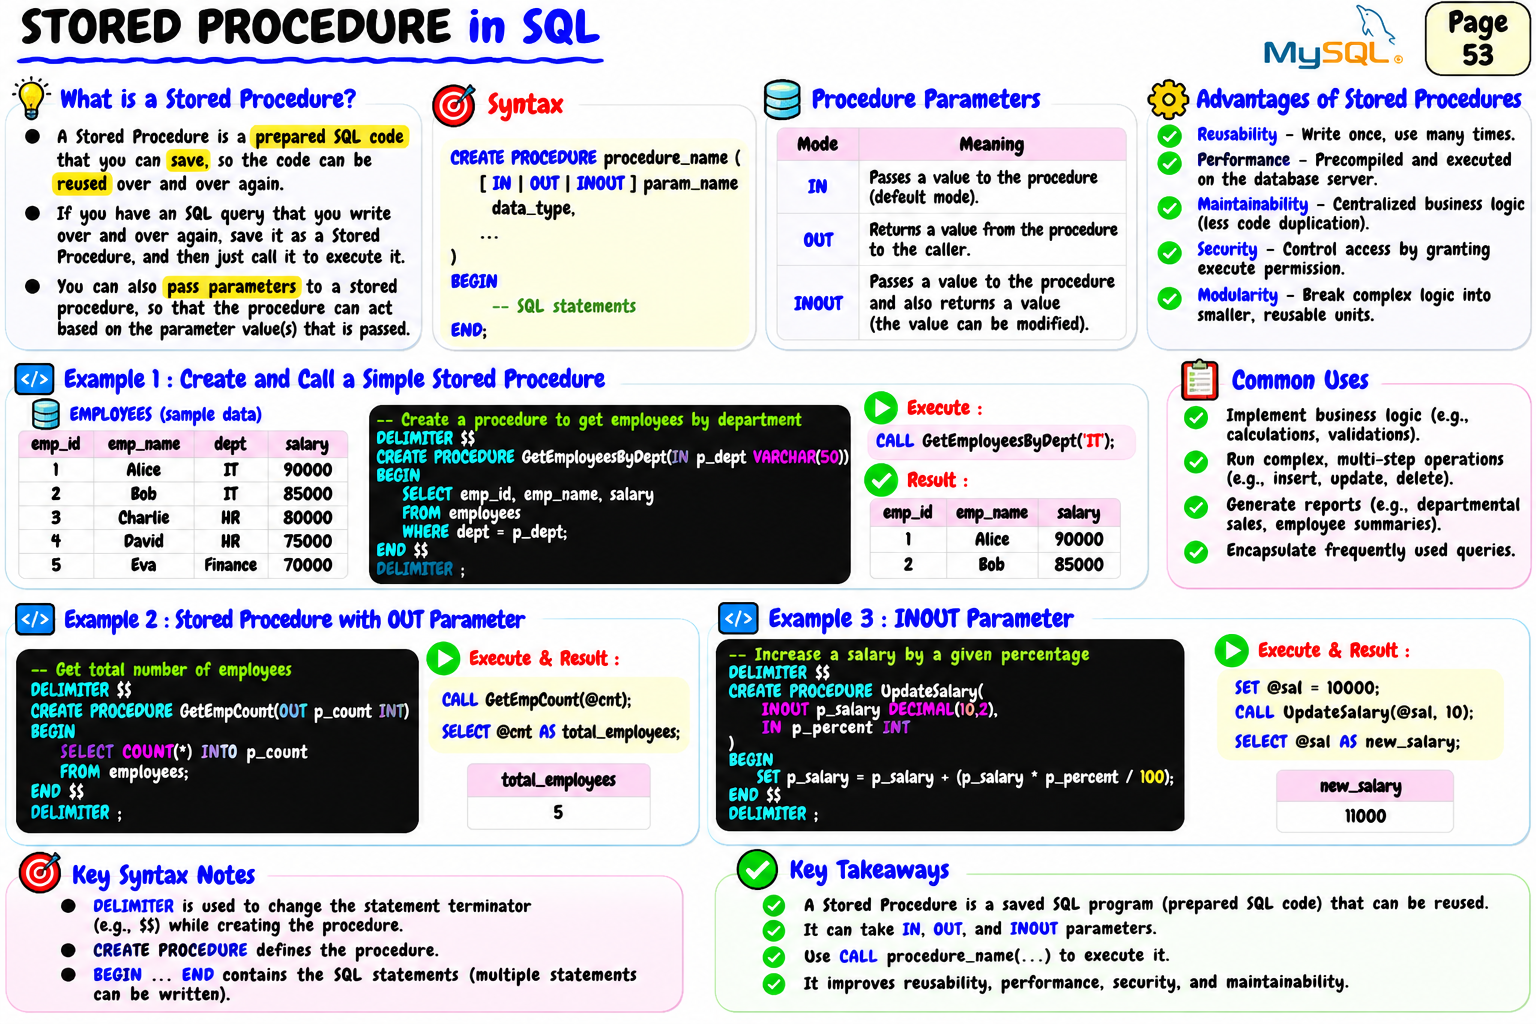 STORED PROCEDURE in SQL
MySQL
Page
53
What is a Stored Procedure?
A Stored Procedure is a prepared SQL code
that you can save, so the code can be
reused over and over again.
If you have an SQL query that you write
over and over again, save it as a Stored
Procedure, and then just call it to execute it.
You can also pass parameters to a stored
procedure, so that the procedure can act
based on the parameter value(s) that is passed.
Syntax
CREATE PROCEDURE procedure_name (
[ IN | OUT | INOUT ] param_name
data_type,
...
)
BEGIN
-- SQL statements
END;
Procedure Parameters
Mode Meaning
IN Passes a value to the procedure
(default mode).
OUT Returns a value from the procedure
to the caller.
INOUT Passes a value to the procedure
and also returns a value
(the value can be modified).
Advantages of Stored Procedures
Reusability – Write once, use many times.
Performance – Precompiled and executed
on the database server.
Maintainability – Centralized business logic
(less code duplication).
Security – Control access by granting
execute permission.
Modularity – Break complex logic into
smaller, reusable units.
</> Example 1 : Create and Call a Simple Stored Procedure
EMPLOYEES (sample data)
emp_id emp_name dept salary
1 Alice IT 90000
2 Bob IT 85000
3 Charlie HR 80000
4 David HR 75000
5 Eva Finance 70000
-- Create a procedure to get employees by department
DELIMITER $$
CREATE PROCEDURE GetEmployeesByDept(IN p_dept VARCHAR(50))
BEGIN
SELECT emp_id, emp_name, salary
FROM employees
WHERE dept = p_dept;
END $$
DELIMITER ;
Execute :
CALL GetEmployeesByDept('IT');
Result :
emp_id emp_name salary
1 Alice 90000
2 Bob 85000
Common Uses
Implement business logic (e.g.,
calculations, validations).
Run complex, multi-step operations
(e.g., insert, update, delete).
Generate reports (e.g., departmental
sales, employee summaries).
Encapsulate frequently used queries.
</> Example 2 : Stored Procedure with OUT Parameter
-- Get total number of employees
DELIMITER $$
CREATE PROCEDURE GetEmpCount(OUT p_count INT)
BEGIN
SELECT COUNT(*) INTO p_count
FROM employees;
END $$
DELIMITER ;
Execute & Result :
CALL GetEmpCount(@cnt);
SELECT @cnt AS total_employees;
total_employees
5
</> Example 3 : INOUT Parameter
-- Increase a salary by a given percentage
DELIMITER $$
CREATE PROCEDURE UpdateSalary(
INOUT p_salary DECIMAL(10,2),
IN p_percent INT
)
BEGIN
SET p_salary = p_salary + (p_salary * p_percent / 100);
END $$
DELIMITER ;
Execute & Result :
SET @sal = 10000;
CALL UpdateSalary(@sal, 10);
SELECT @sal AS new_salary;
new_salary
11000
Key Syntax Notes
DELIMITER is used to change the statement terminator
(e.g., $$) while creating the procedure.
CREATE PROCEDURE defines the procedure.
BEGIN ... END contains the SQL statements (multiple statements
can be written).
Key Takeaways
A Stored Procedure is a saved SQL program (prepared SQL code) that can be reused.
It can take IN, OUT, and INOUT parameters.
Use CALL procedure_name(...) to execute it.
It improves reusability, performance, security, and maintainability.